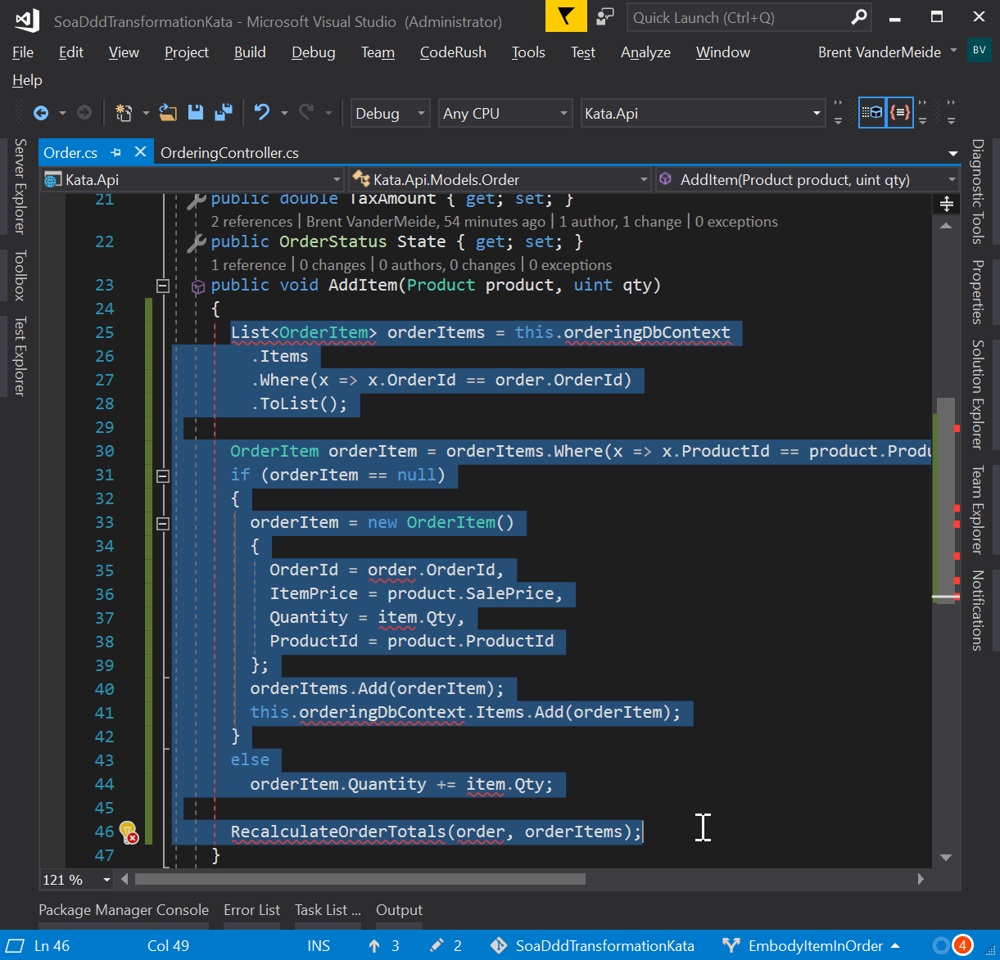 SoaDddTransformationKata - Microsoft Visual Studio (Administrator)
Quick Launch (Ctrl+Q)
File Edit View Project Build Debug Team CodeRush Tools Test Analyze Window Brent VanderMeide BV
Help
Debug Any CPU Kata.Api
Order.cs OrderingController.cs
Kata.Api Kata.Api.Models.Order AddItem(Product product, uint qty)
Server Explorer
Toolbox
Test Explorer
21 public double TaxAmount { get; set; }
2 references | Brent VanderMeide, 54 minutes ago | 1 author, 1 change | 0 exceptions
22 public OrderStatus State { get; set; }
1 reference | 0 changes | 0 authors, 0 changes | 0 exceptions
23 public void AddItem(Product product, uint qty)
24 {
25 List<OrderItem> orderItems = this.orderingDbContext
26 .Items
27 .Where(x => x.OrderId == order.OrderId)
28 .ToList();
29
30 OrderItem orderItem = orderItems.Where(x => x.ProductId == product.Produ
31 if (orderItem == null)
32 {
33 orderItem = new OrderItem()
34 {
35 OrderId = order.OrderId,
36 ItemPrice = product.SalePrice,
37 Quantity = item.Qty,
38 ProductId = product.ProductId
39 };
40 orderItems.Add(orderItem);
41 this.orderingDbContext.Items.Add(orderItem);
42 }
43 else
44 orderItem.Quantity += item.Qty;
45
46 RecalculateOrderTotals(order, orderItems);
47 }
Diagnostic Tools
Properties
Solution Explorer
Team Explorer
Notifications
121 %
Package Manager Console Error List Task List ... Output
Ln 46 Col 49 INS 3 2 SoaDddTransformationKata EmbodyItemInOrder 4